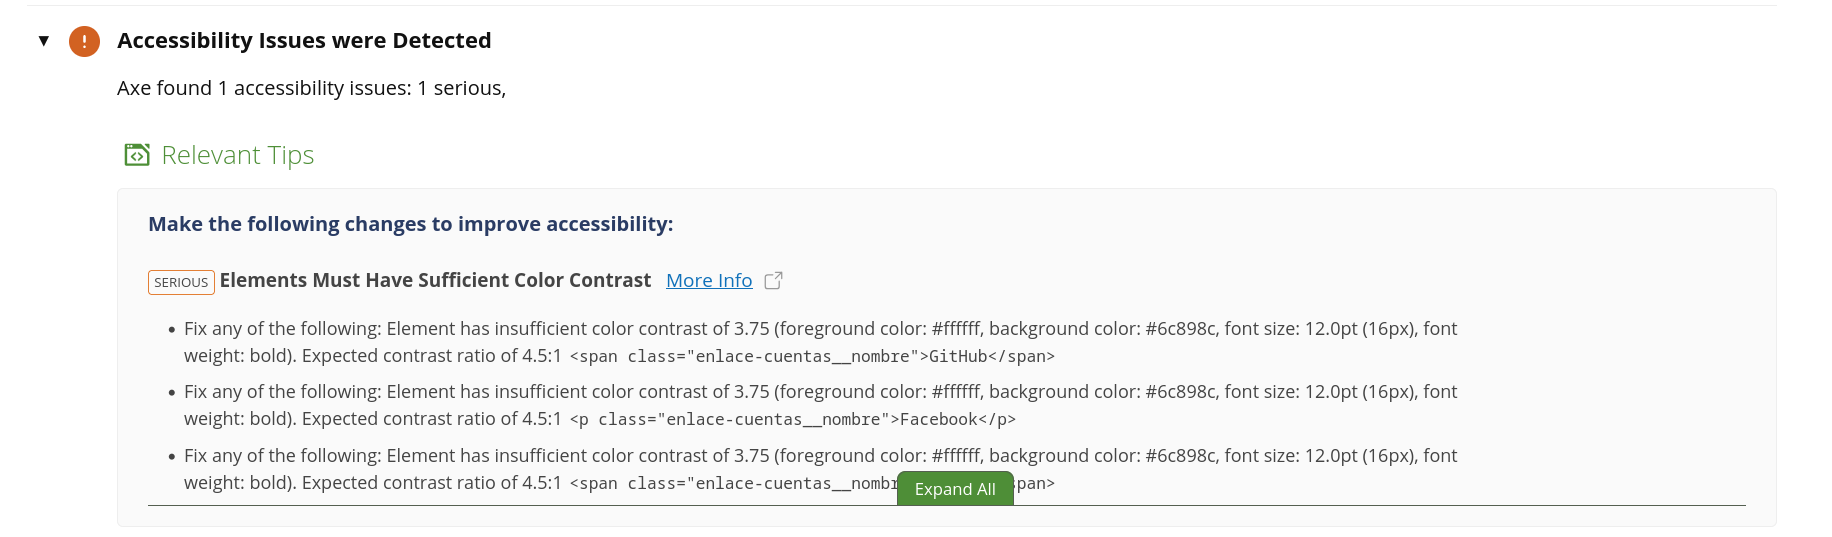 Accessibility Issues were Detected
Axe found 1 accessibility issues: 1 serious,
Relevant Tips
Make the following changes to improve accessibility:
SERIOUS Elements Must Have Sufficient Color Contrast More Info
• Fix any of the following: Element has insufficient color contrast of 3.75 (foreground color: #ffffff, background color: #6c898c, font size: 12.0pt (16px), font
weight: bold). Expected contrast ratio of 4.5:1 <span class="enlace-cuentas__nombre">GitHub</span>
• Fix any of the following: Element has insufficient color contrast of 3.75 (foreground color: #ffffff, background color: #6c898c, font size: 12.0pt (16px), font
weight: bold). Expected contrast ratio of 4.5:1 <p class="enlace-cuentas__nombre">Facebook</p>
• Fix any of the following: Element has insufficient color contrast of 3.75 (foreground color: #ffffff, background color: #6c898c, font size: 12.0pt (16px), font
weight: bold). Expected contrast ratio of 4.5:1 <span class="enlace-cuentas__nombr span>
Expand All